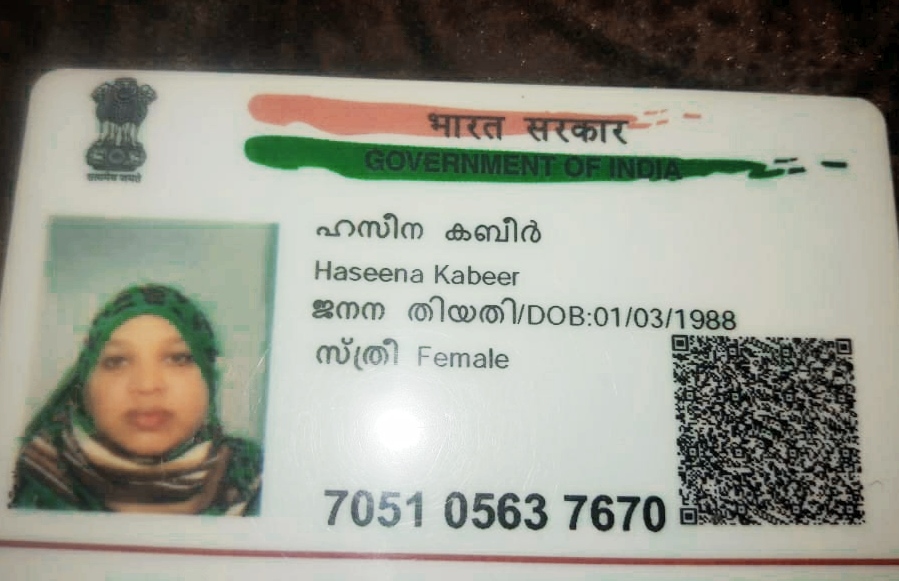 भारत सरकार
GOVERNMENT OF INDIA
सत्यमेव जयते
ഹസീന കബീർ
Haseena Kabeer
ജനന തിയതി/DOB:01/03/1988
സ്ത്രീ Female
7051 0563 7670